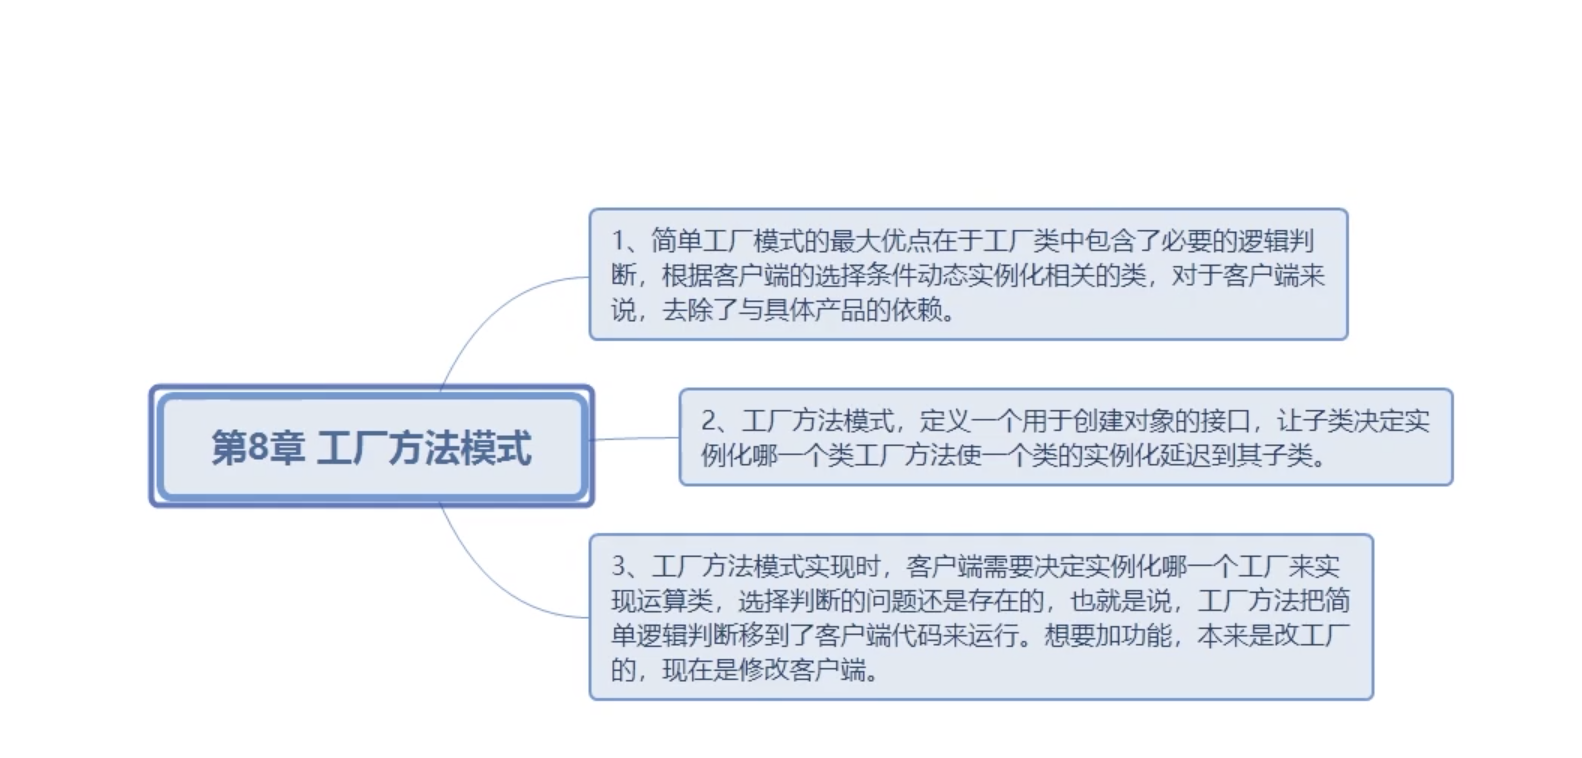 1、简单工厂模式的最大优点在于工厂类中包含了必要的逻辑判
断，根据客户端的选择条件动态实例化相关的类，对于客户端来
说，去除了与具体产品的依赖。
第8章 工厂方法模式
2、工厂方法模式，定义一个用于创建对象的接口，让子类决定实
例化哪一个类工厂方法使一个类的实例化延迟到其子类。
3、工厂方法模式实现时，客户端需要决定实例化哪一个工厂来实
现运算类，选择判断的问题还是存在的，也就是说，工厂方法把简
单逻辑判断移到了客户端代码来运行。想要加功能，本来是改工厂
的，现在是修改客户端。